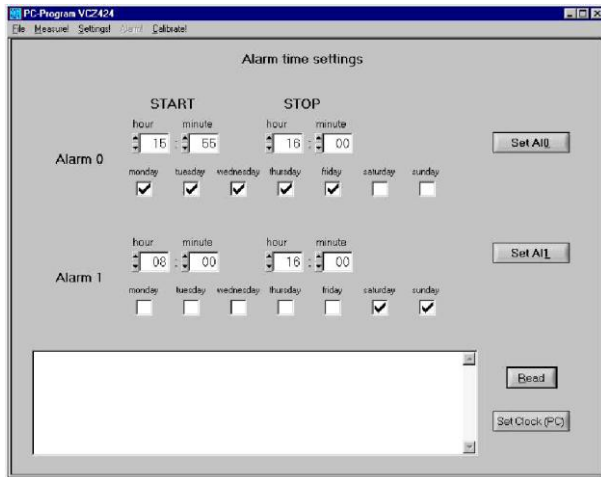 PC-Program VCZ424
File Measure! Settings! Alarm! Calibrate!
Alarm time settings
START STOP
hour minute hour minute
15 : 55 16 : 00
Set Al0
Alarm 0
monday tuesday wednesday thursday friday saturday sunday
hour minute hour minute
08 : 00 16 : 00
Set Al1
Alarm 1
monday tuesday wednesday thursday friday saturday sunday
Read
Set Clock (PC)